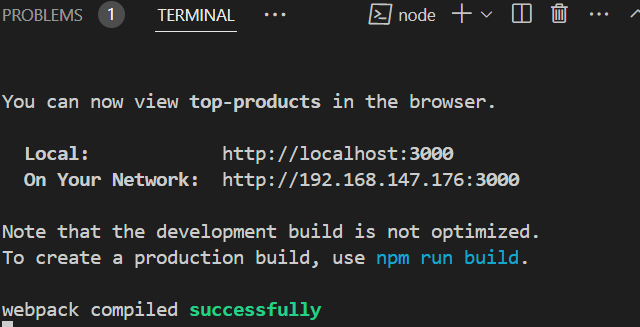 PROBLEMS 1 TERMINAL ... node ...
You can now view top-products in the browser.
Local: http://localhost:3000
On Your Network: http://192.168.147.176:3000
Note that the development build is not optimized.
To create a production build, use npm run build.
webpack compiled successfully